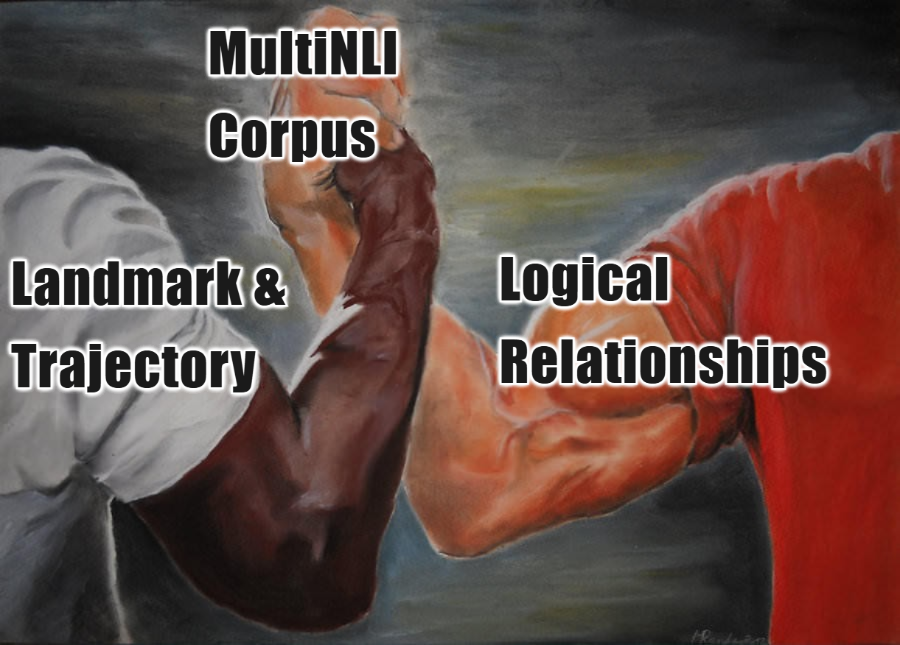 MultiNLI
Corpus
Landmark &
Trajectory
Logical
Relationships